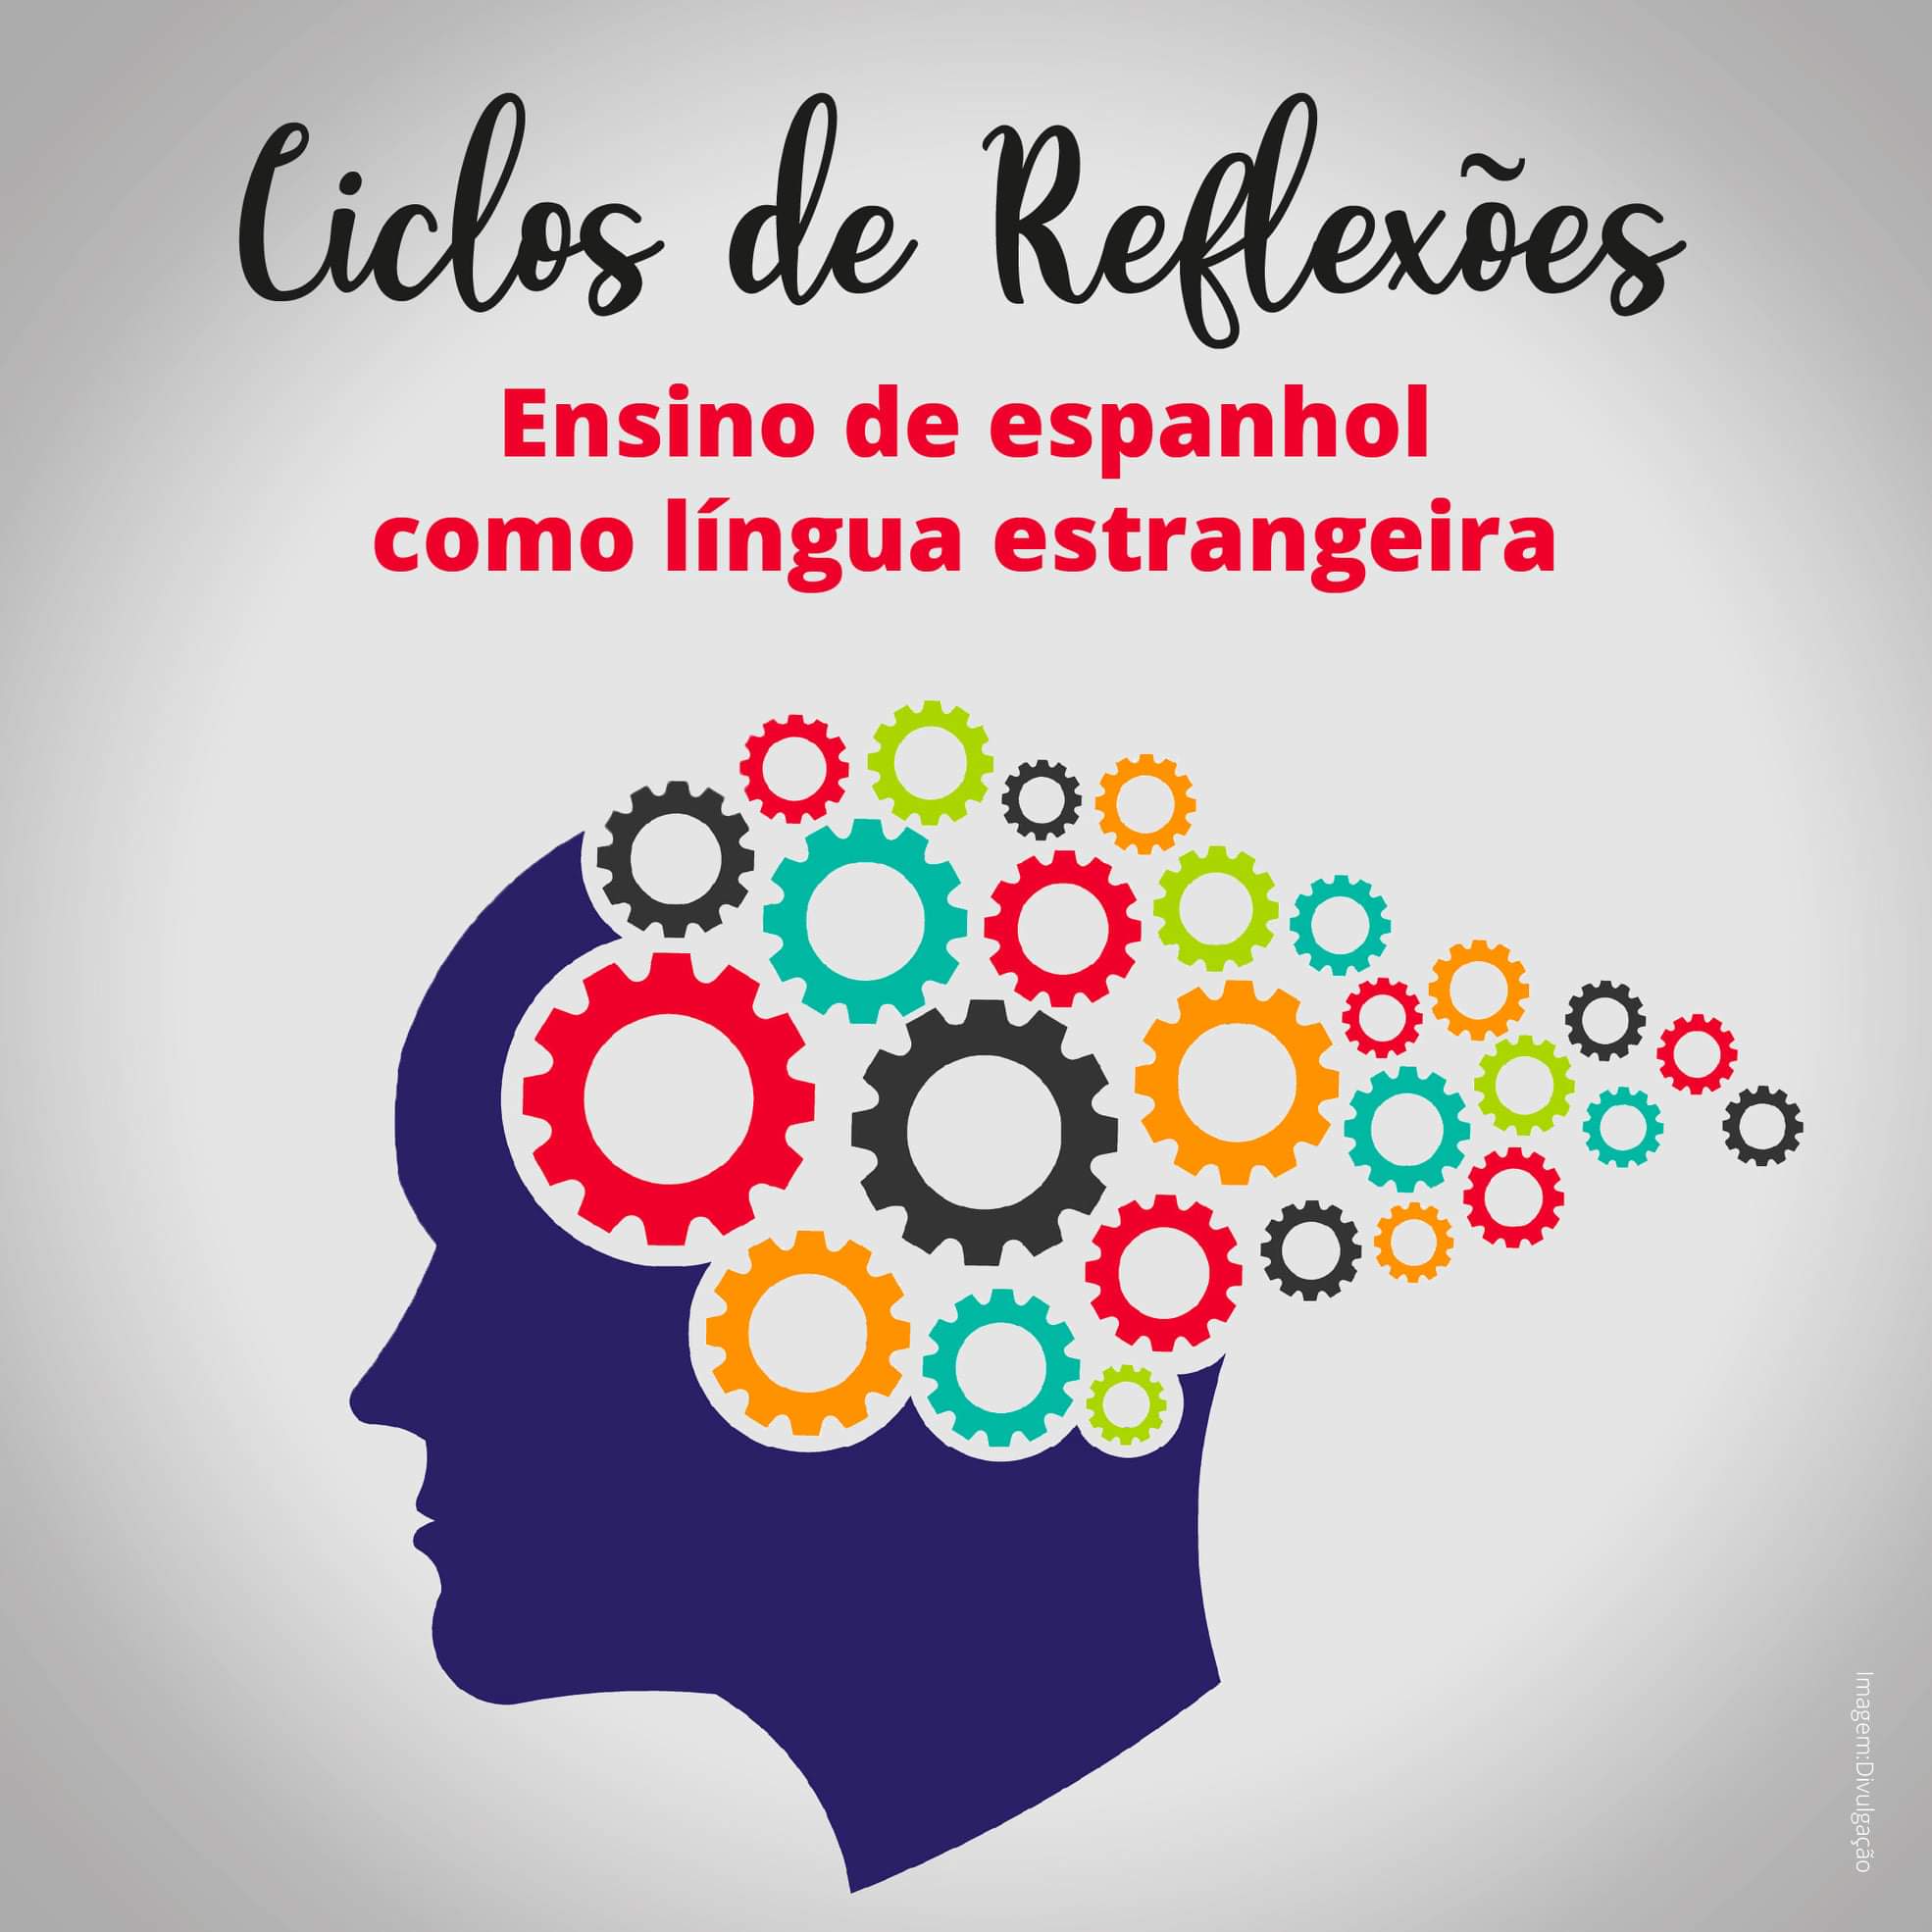 Ciclos de Reflexões
Ensino de espanhol
como língua estrangeira
Imagem:Divulgação